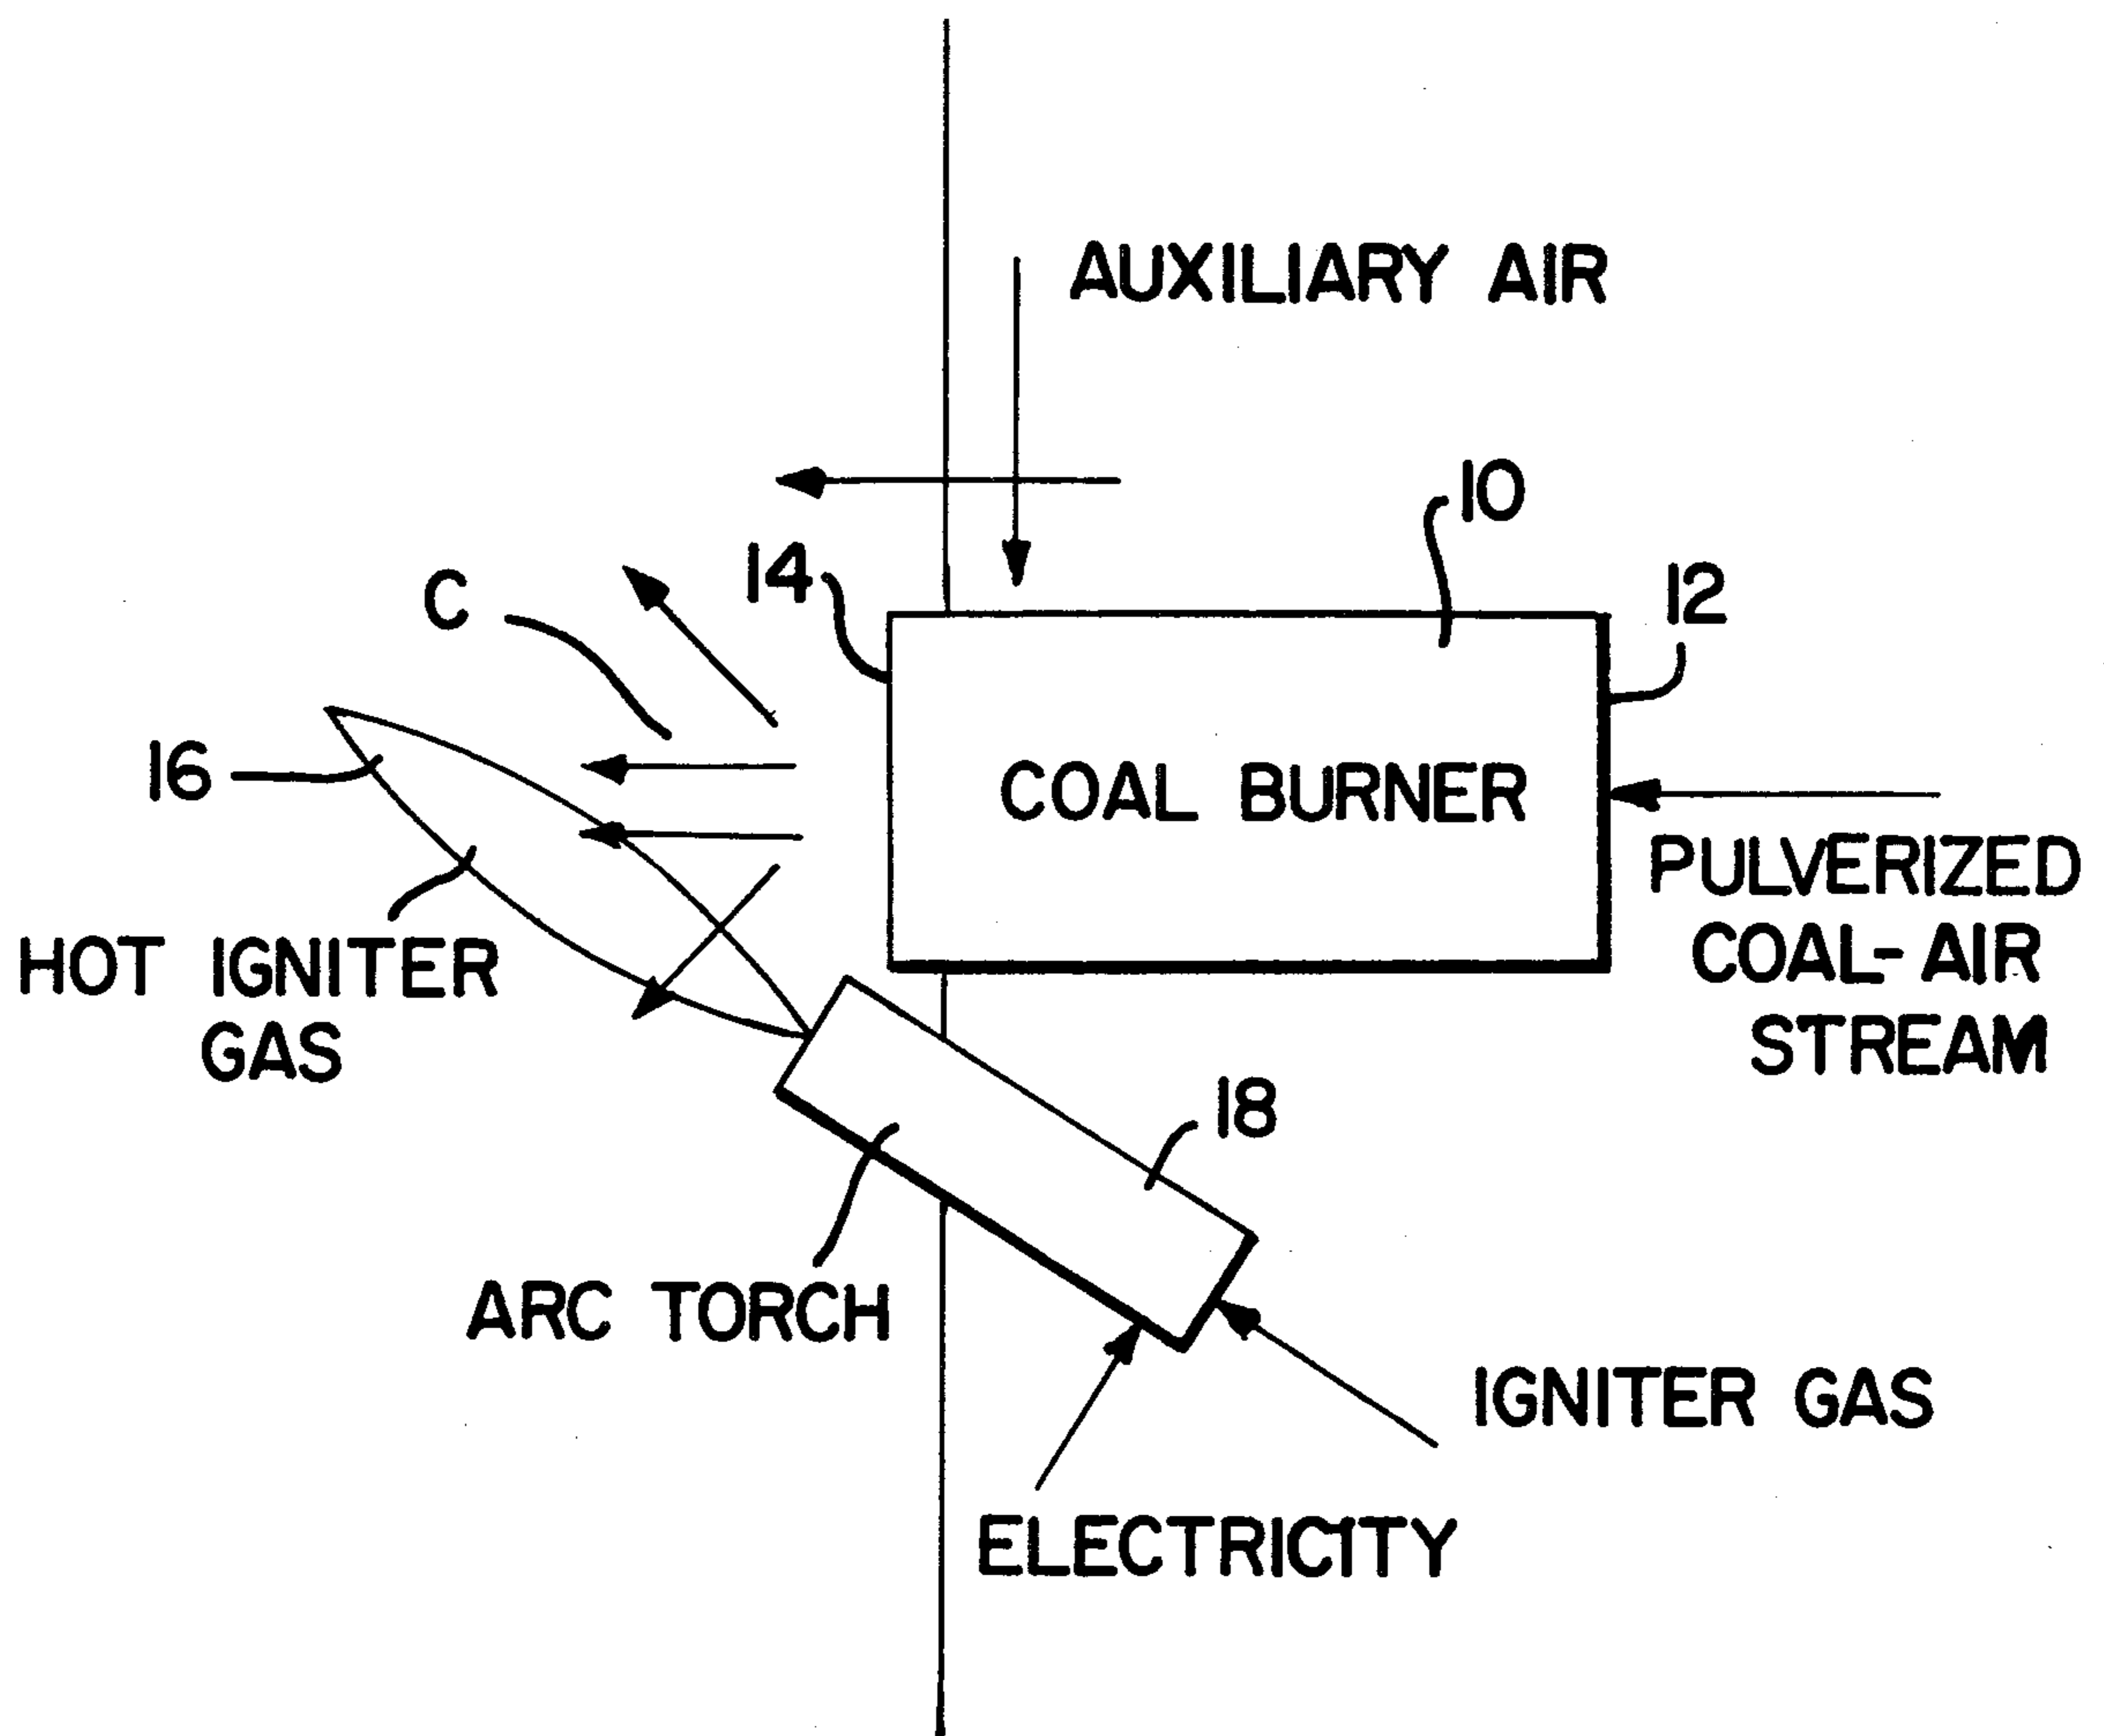 AUXILIARY AIR
10
14
12
C
COAL BURNER
16
PULVERIZED
COAL-AIR
STREAM
HOT IGNITER
GAS
18
ARC TORCH
IGNITER GAS
ELECTRICITY